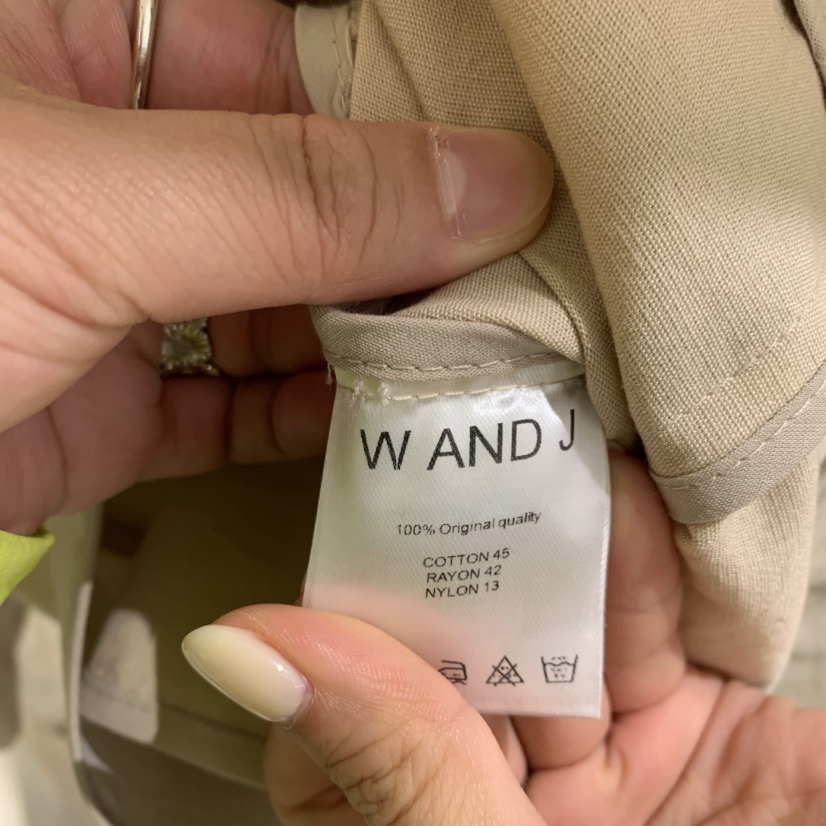 W AND J
100% Original quality
COTTON 45
RAYON 42
NYLON 13